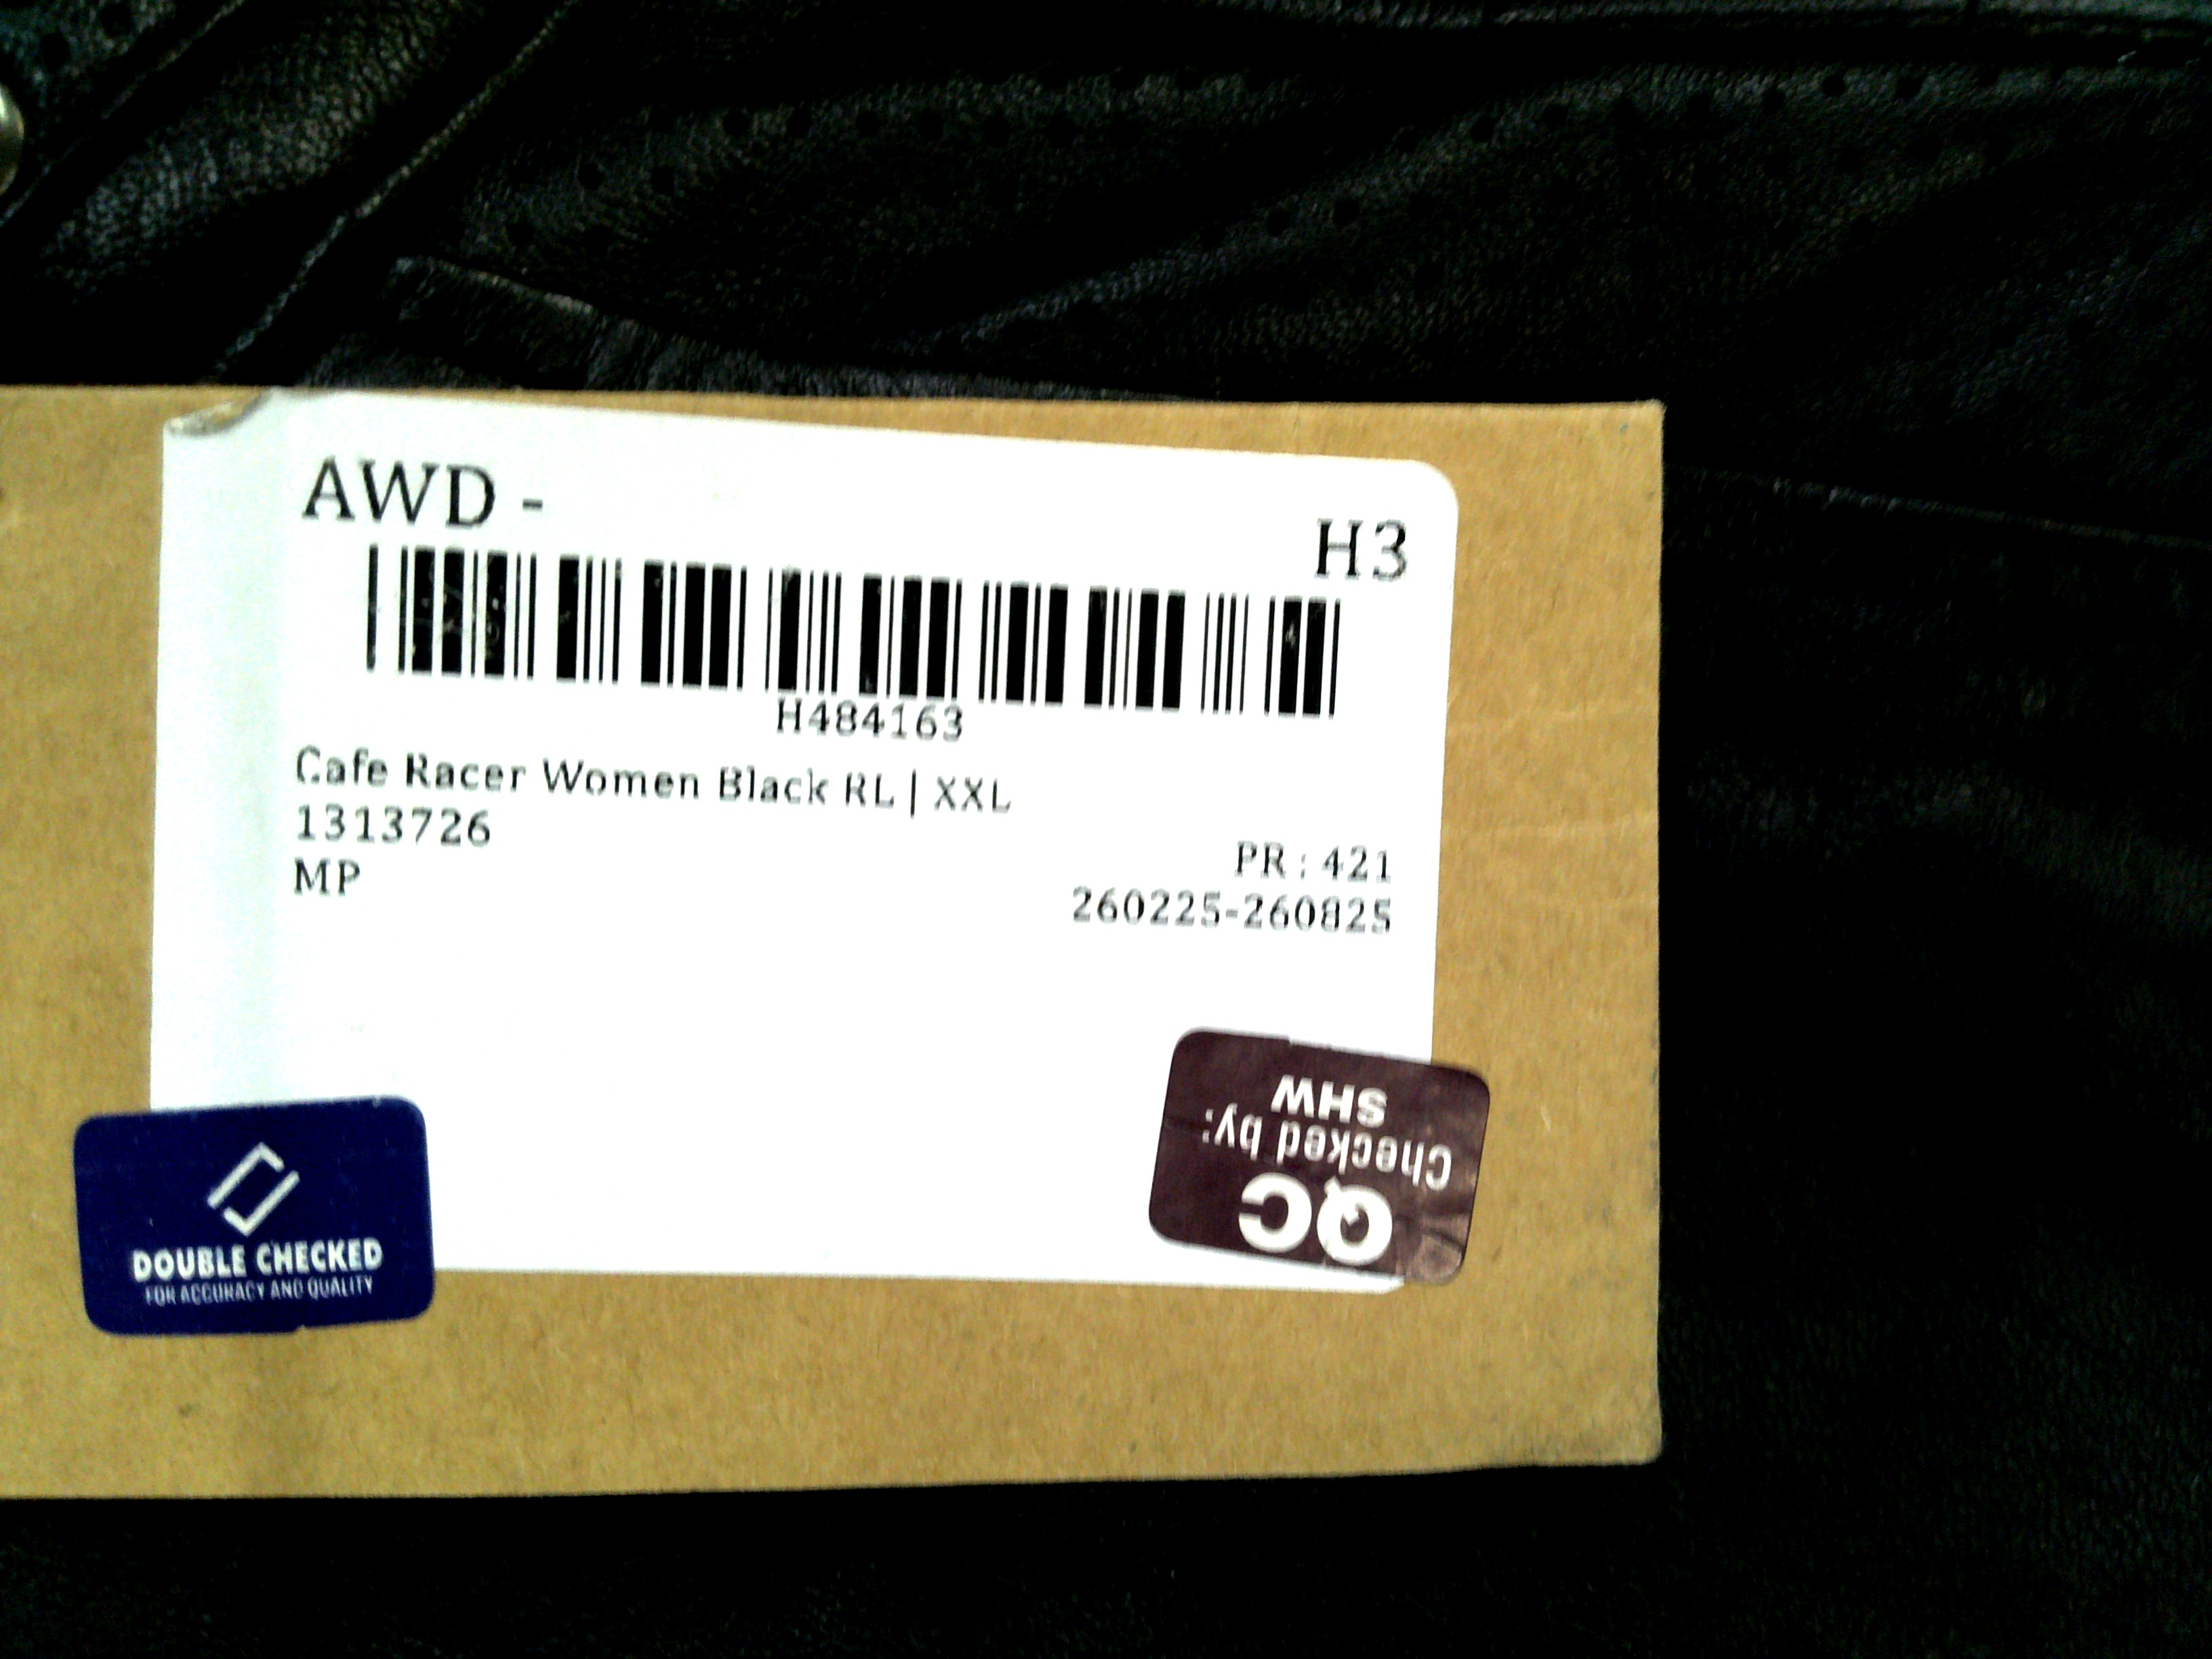 AWD -
H3
H484163
Cafe Racer Women Black RL | XXL
1313726
PR : 421
MP
260225-260825
QC
Checked by:
SHW
DOUBLE CHECKED
FOR ACCURACY AND QUALITY